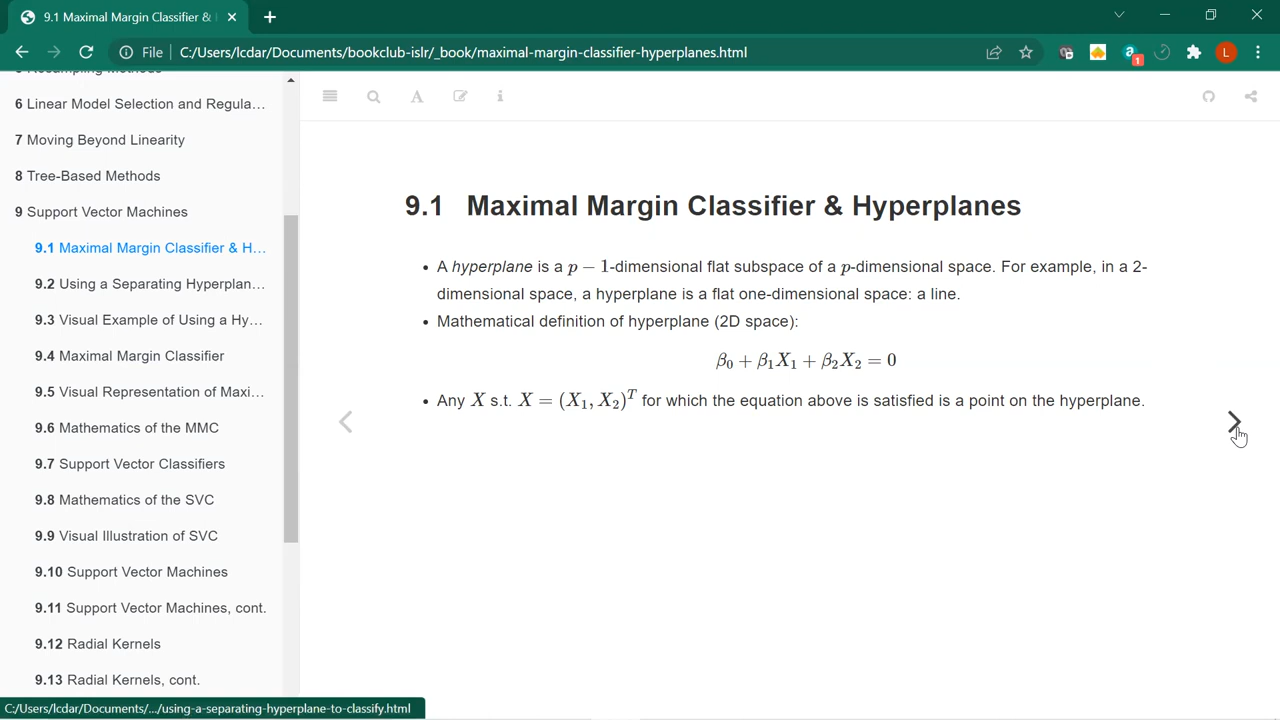 9.1 Maximal Margin Classifier &
File
C:/Users/lcdar/Documents/bookclub-islr/_book/maximal-margin-classifier-hyperplanes.html
1
L
6 Linear Model Selection and Regula…
7 Moving Beyond Linearity
8 Tree-Based Methods
9 Support Vector Machines
9.1 Maximal Margin Classifier & H…
9.2 Using a Separating Hyperplan…
9.3 Visual Example of Using a Hy…
9.4 Maximal Margin Classifier
9.5 Visual Representation of Maxi…
9.6 Mathematics of the MMC
9.7 Support Vector Classifiers
9.8 Mathematics of the SVC
9.9 Visual Illustration of SVC
9.10 Support Vector Machines
9.11 Support Vector Machines, cont.
9.12 Radial Kernels
9.13 Radial Kernels, cont.
C:/Users/lcdar/Documents/.../using-a-separating-hyperplane-to-classify.html
9.1 Maximal Margin Classifier & Hyperplanes
• A hyperplane is a p − 1-dimensional flat subspace of a p-dimensional space. For example, in a 2-
dimensional space, a hyperplane is a flat one-dimensional space: a line.
• Mathematical definition of hyperplane (2D space):
β₀ + β₁X₁ + β₂X₂ = 0
• Any X s.t. X = (X₁, X₂)ᵀ for which the equation above is satisfied is a point on the hyperplane.